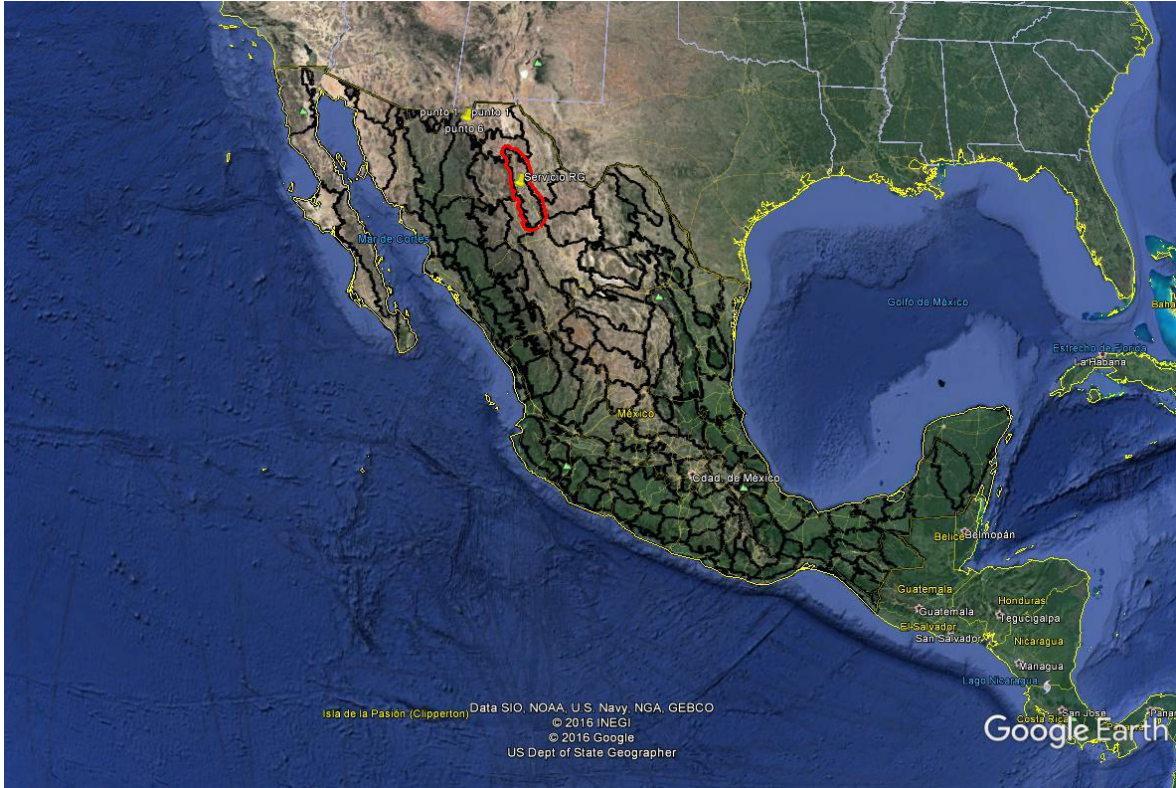 punto 1
punto 1
punto 6
Servicio RG
Mar de Cortés
Golfo de México
Baha
Estrecho de Florida
La Habana
México
Cdad. de México
Belice
Belmopán
Guatemala
Honduras
Guatemala
Tegucigalpa
El Salvador
San Salvador
Nicaragua
Managua
Lago Nicaragua
Isla de la Pasión (Clipperton)
Data SIO, NOAA, U.S. Navy, NGA, GEBCO
© 2016 INEGI
© 2016 Google
US Dept of State Geographer
Costa Rica
San José
Panam
Google Earth